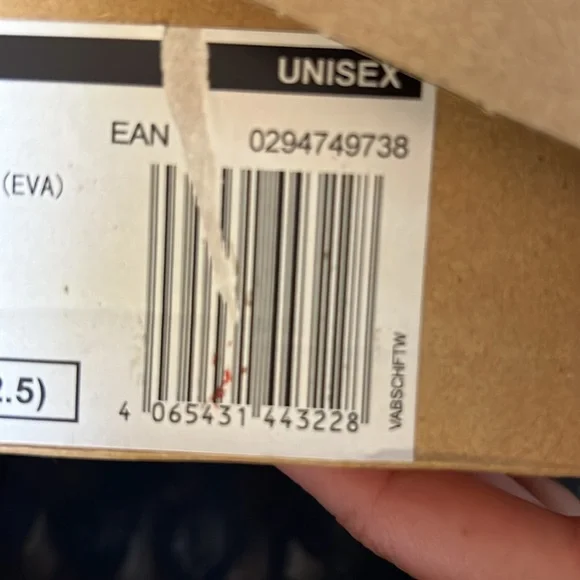 UNISEX
EAN 0294749738
(EVA)
.5)
4 065431 443228
VABSCHFTW